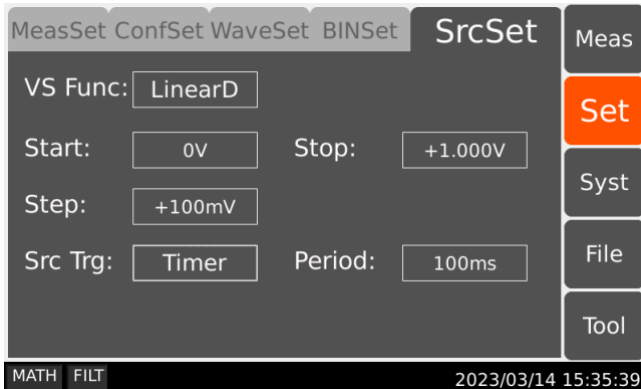 MeasSet ConfSet WaveSet BINSet SrcSet
Meas
VS Func: LinearD
Set
Start: 0V Stop: +1.000V
Syst
Step: +100mV
Src Trg: Timer Period: 100ms
File
Tool
MATH FILT 2023/03/14 15:35:39